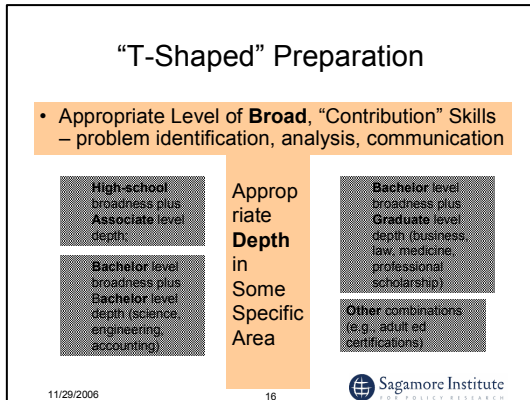 “T-Shaped” Preparation
• Appropriate Level of Broad, “Contribution” Skills
– problem identification, analysis, communication
High-school
broadness plus
Associate level
depth;
Bachelor level
broadness plus
Bachelor level
depth (science,
engineering,
accounting)
Approp
riate
Depth
in
Some
Specific
Area
Bachelor level
broadness plus
Graduate level
depth (business,
law, medicine,
professional
scholarship)
Other combinations
(e.g., adult ed
certifications)
11/29/2006
16
Sagamore Institute
FOR POLICY RESEARCH